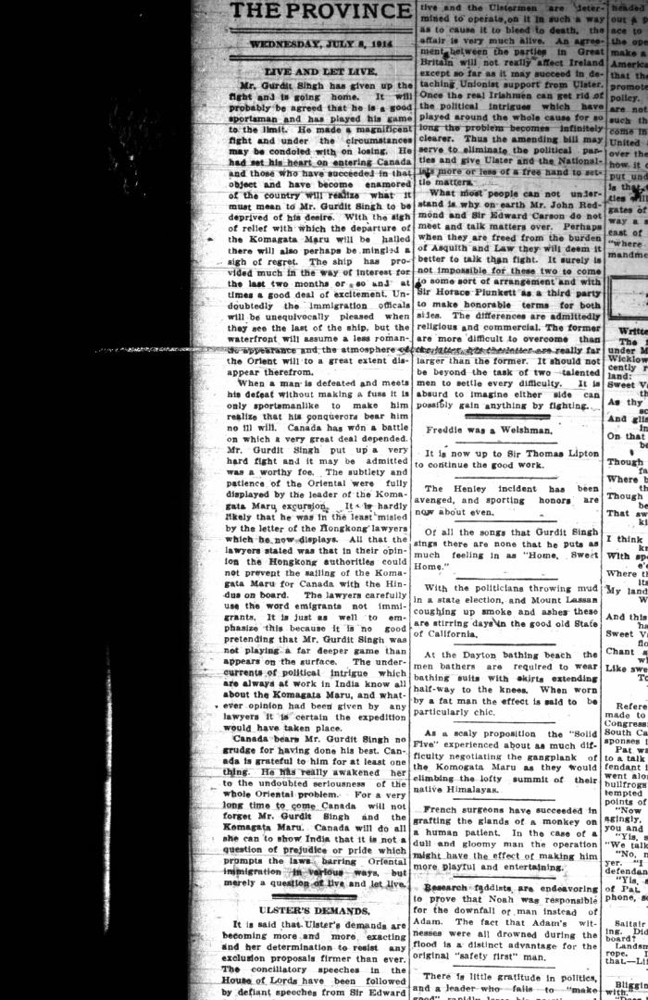 THE PROVINCE
WEDNESDAY, JULY 8, 1914
LIVE AND LET LIVE.
Mr. Gurdit Singh has given up the
fight and is going home. It will
probably be agreed that he is a good
sportsman and has played his game
to the limit. He made a magnificent
fight and under the circumstances
may be condoled with on losing. He
had set his heart on entering Canada
and those who have succeeded in that
object and have become enamored
of the country will realize what it
must mean to Mr. Gurdit Singh to be
deprived of his desire. With the sigh
of relief with which the departure of
the Komagata Maru will be hailed
there will also perhaps be mingled a
sigh of regret. The ship has pro-
vided much in the way of interest for
the last two months or so and at
times a good deal of excitement. Un-
doubtedly the immigration officals
will be unequivocally pleased when
they see the last of the ship, but the
waterfront will assume a less roman-
appearance and the atmosphere of
the Orient will to a great extent dis-
appear therefrom.
When a man is defeated and meets
his defeat without making a fuss it is
only sportsmanlike to make him
realize that his conquerors bear him
no ill will. Canada has won a battle
on which a very great deal depended.
Mr. Gurdit Singh put up a very
hard fight and it may be admitted
was a worthy foe. The subtlety and
patience of the Oriental were fully
displayed by the leader of the Koma-
gata Maru excursion. It is hardly
likely that he was in the least misled
by the letter of the Hongkong lawyers
which he now displays. All that the
lawyers stated was that in their opin-
ion the Hongkong authorities could
not prevent the sailing of the Koma-
gata Maru for Canada with the Hin-
dus on board. The lawyers carefully
use the word emigrants not immi-
grants. It is just as well to em-
phasize this because it is no good
pretending that Mr. Gurdit Singh was
not playing a far deeper game than
appears on the surface. The under-
currents of political intrigue which
are always at work in India know all
about the Komagata Maru, and what-
ever opinion had been given by any
lawyers it is certain the expedition
would have taken place.
Canada bears Mr. Gurdit Singh no
grudge for having done his best. Can-
ada is grateful to him for at least one
thing. He has really awakened her
to the undoubted seriousness of the
whole Oriental problem. For a very
long time to come Canada will not
forget Mr. Gurdit Singh and the
Komagata Maru. Canada will do all
she can to show India that it is not a
question of prejudice or pride which
prompts the laws barring Oriental
immigration in various ways, but
merely a question of live and let live.
ULSTER'S DEMANDS.
It is said that Ulster's demands are
becoming more and more exacting
and her determination to resist any
exclusion proposals firmer than ever.
The conciliatory speeches in the
House of Lords have been followed
by defiant speeches from Sir Edward
tive and the Ulstermen are deter-
mined to operate on it in such a way
as to cause it to bleed to death, the
affair is very much alive. An agree-
ment between the parties in Great
Britain will not really affect Ireland
except so far as it may succeed in de-
taching Unionist support from Ulster.
Once the real Irishmen can get rid of
the political intrigues which have
played around the whole cause for so
long the problem becomes infinitely
clearer. Thus the amending bill may
serve to eliminate the political par-
ties and give Ulster and the National-
ists more or less of a free hand to set-
tle matters.
What most people can not under-
stand is why on earth Mr. John Red-
mond and Sir Edward Carson do not
meet and talk matters over. Perhaps
when they are freed from the burden
of Asquith and Law they will deem it
better to talk than fight. It surely is
not impossible for these two to come
to some sort of arrangement and with
Sir Horace Plunkett as a third party
to make honorable terms for both
sides. The differences are admittedly
religious and commercial. The former
are more difficult to overcome than
the latter, are really far
larger than the former. It should not
be beyond the task of two talented
men to settle every difficulty. It is
absurd to imagine either side can
possibly gain anything by fighting.
Freddie was a Welshman.
It is now up to Sir Thomas Lipton
to continue the good work.
The Henley incident has been
avenged, and sporting honors are
now about even.
Of all the songs that Gurdit Singh
sings there are none that he puts as
much feeling in as "Home, Sweet
Home."
With the politicians throwing mud
in a state election, and Mount Lassan
coughing up smoke and ashes these
are stirring days in the good old State
of California.
At the Dayton bathing beach the
men bathers are required to wear
bathing suits with skirts extending
half-way to the knees. When worn
by a fat man the effect is said to be
particularly chic.
As a scaly proposition the "Solid
Five" experienced about as much dif-
ficulty negotiating the gangplank of
the Komogata Maru as they would
climbing the lofty summit of their
native Himalayas.
French surgeons have succeeded in
grafting the glands of a monkey on
a human patient. In the case of a
dull and gloomy man the operation
might have the effect of making him
more playful and entertaining.
Research faddists are endeavoring
to prove that Noah was responsible
for the downfall of man instead of
Adam. The fact that Adam's wit-
nesses were all drowned during the
flood is a distinct advantage for the
original "safety first" man.
There is little gratitude in politics,
and a leader who fails to "make